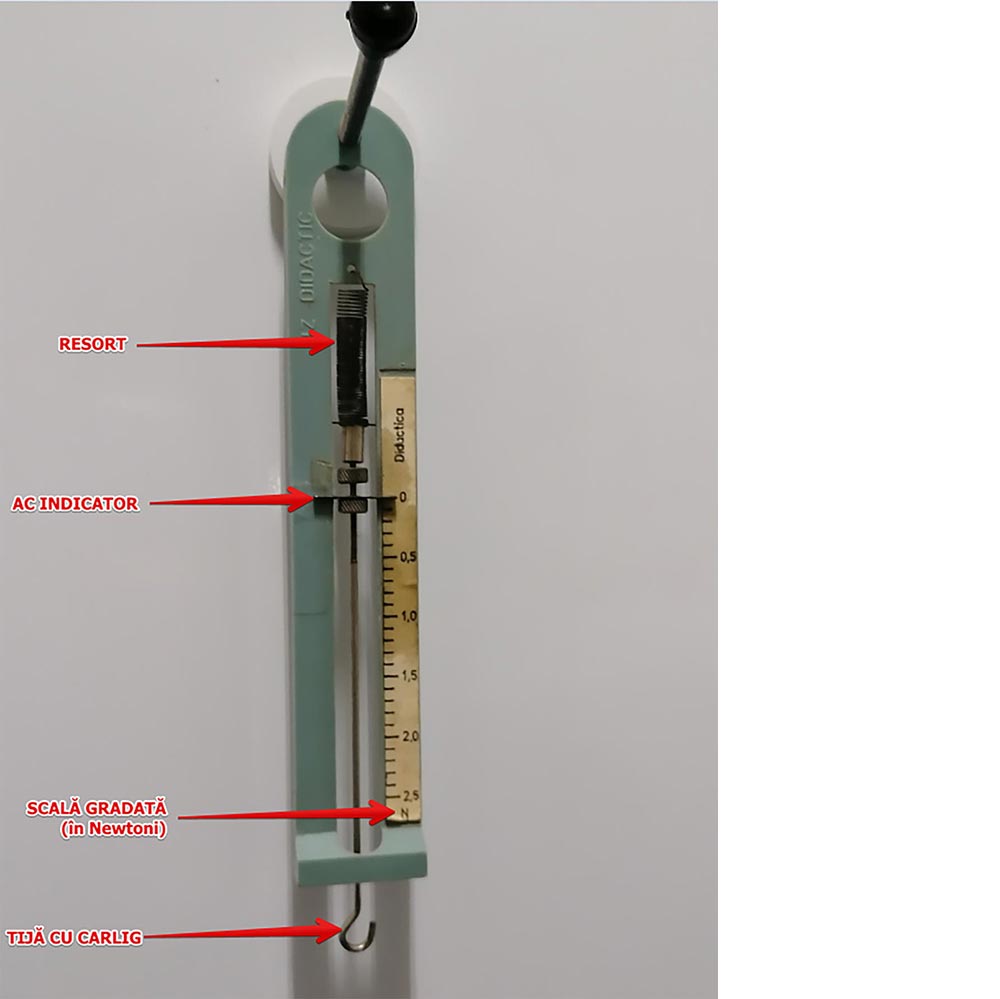 DIDACTIC
RESORT
Diductica
AC INDICATOR
0
0,5
1,0
1,5
2,0
2,5
N
SCALĂ GRADATĂ
(în Newtoni)
TIJĂ CU CARLIG